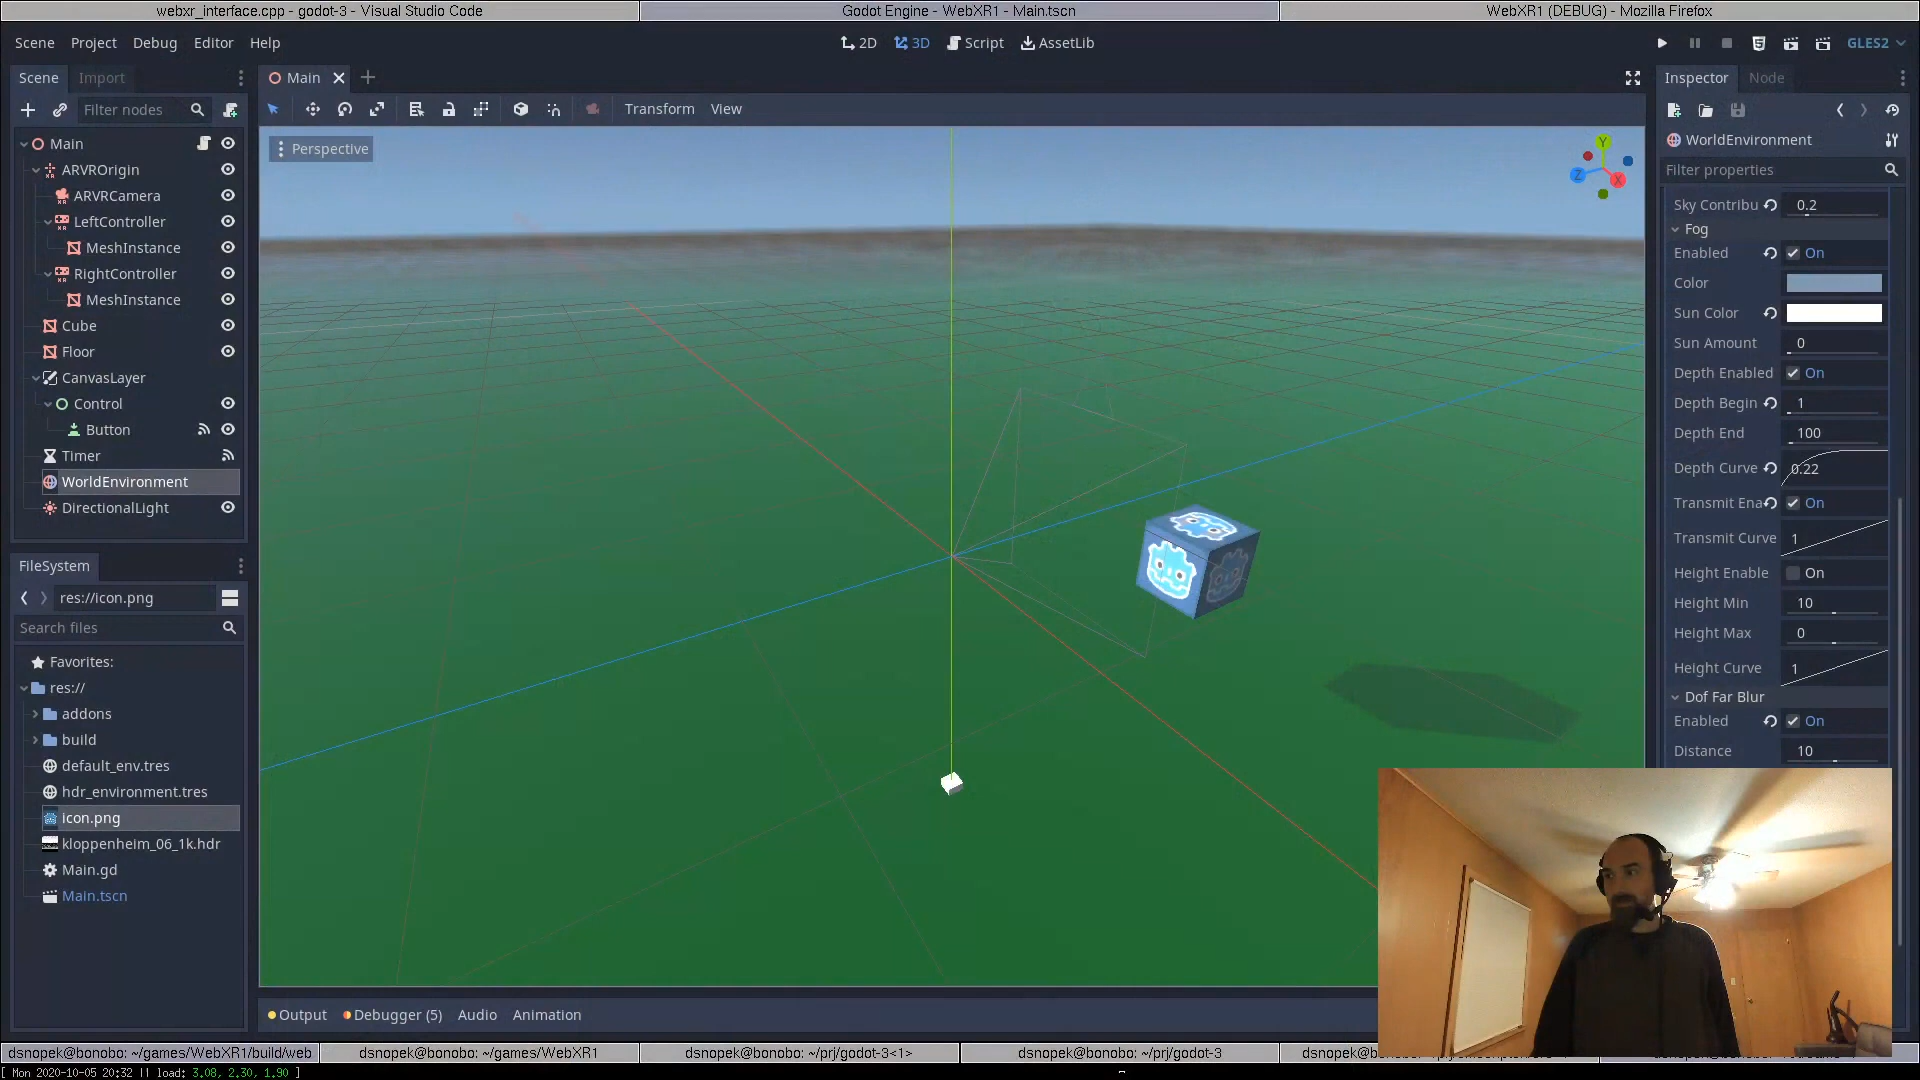 webxr_interface.cpp - godot-3 - Visual Studio Code
Godot Engine - WebXR1 - Main.tscn
WebXR1 (DEBUG) - Mozilla Firefox
Scene Project Debug Editor Help
2D 3D Script AssetLib
GLES2
Scene Import
Filter nodes
Main
ARVROrigin
ARVRCamera
LeftController
MeshInstance
RightController
MeshInstance
Cube
Floor
CanvasLayer
Control
Button
Timer
WorldEnvironment
DirectionalLight
FileSystem
res://icon.png
Search files
Favorites:
res://
addons
build
default_env.tres
hdr_environment.tres
icon.png
kloppenheim_06_1k.hdr
Main.gd
Main.tscn
Main
Transform View
Perspective
Y
Z
X
Output Debugger (5) Audio Animation
Inspector Node
WorldEnvironment
Filter properties
Sky Contribu 0.2
Fog
Enabled On
Color
Sun Color
Sun Amount 0
Depth Enabled On
Depth Begin 1
Depth End 100
Depth Curve 0.22
Transmit Ena On
Transmit Curve 1
Height Enable On
Height Min 10
Height Max 0
Height Curve 1
Dof Far Blur
Enabled On
Distance 10
dsnopek@bonobo: ~/games/WebXR1/build/web
dsnopek@bonobo: ~/games/WebXR1
dsnopek@bonobo: ~/prj/godot-3<1>
dsnopek@bonobo: ~/prj/godot-3
[ Mon 2020-10-05 20:32 || load: 3.08, 2.30, 1.90 ]